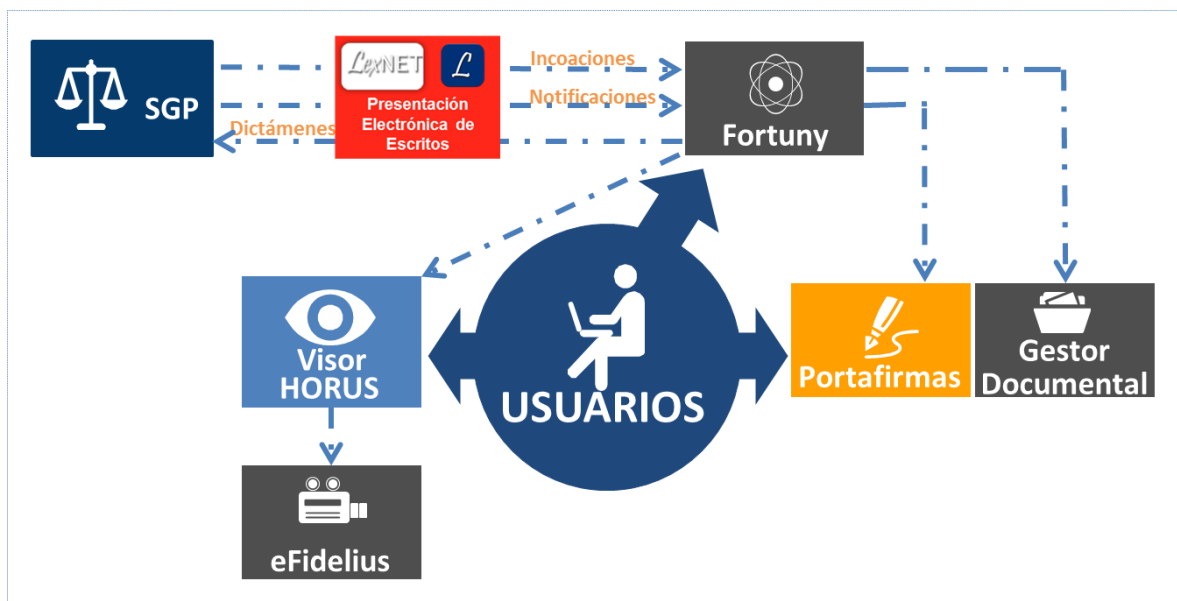 SGP
LexNET
L
Presentación
Electrónica de
Escritos
Incoaciones
Notificaciones
Dictámenes
Fortuny
Visor
HORUS
USUARIOS
Portafirmas
Gestor
Documental
eFidelius